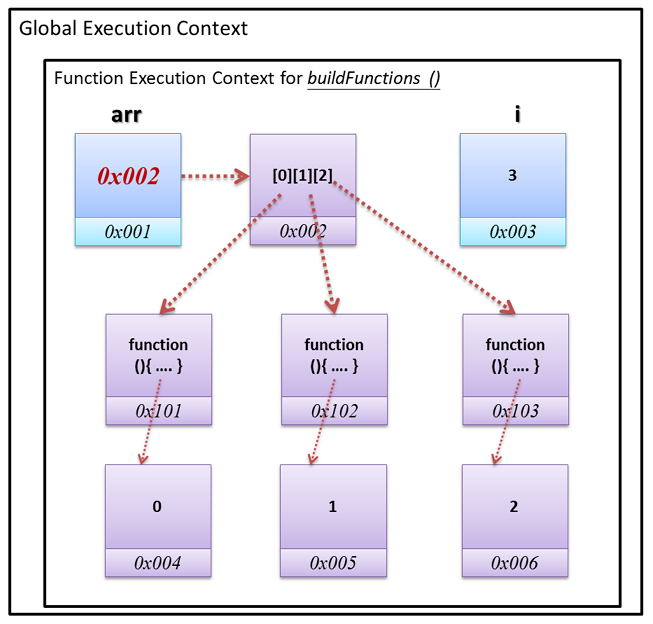 Global Execution Context
Function Execution Context for buildFunctions ()
arr
i
0x002
[0][1][2]
3
0x001
0x002
0x003
function
(){ .... }
function
(){ .... }
function
(){ .... }
0x101
0x102
0x103
0
1
2
0x004
0x005
0x006